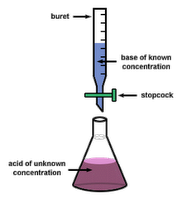 buret
base of known
concentration
stopcock
acid of unknown
concentration